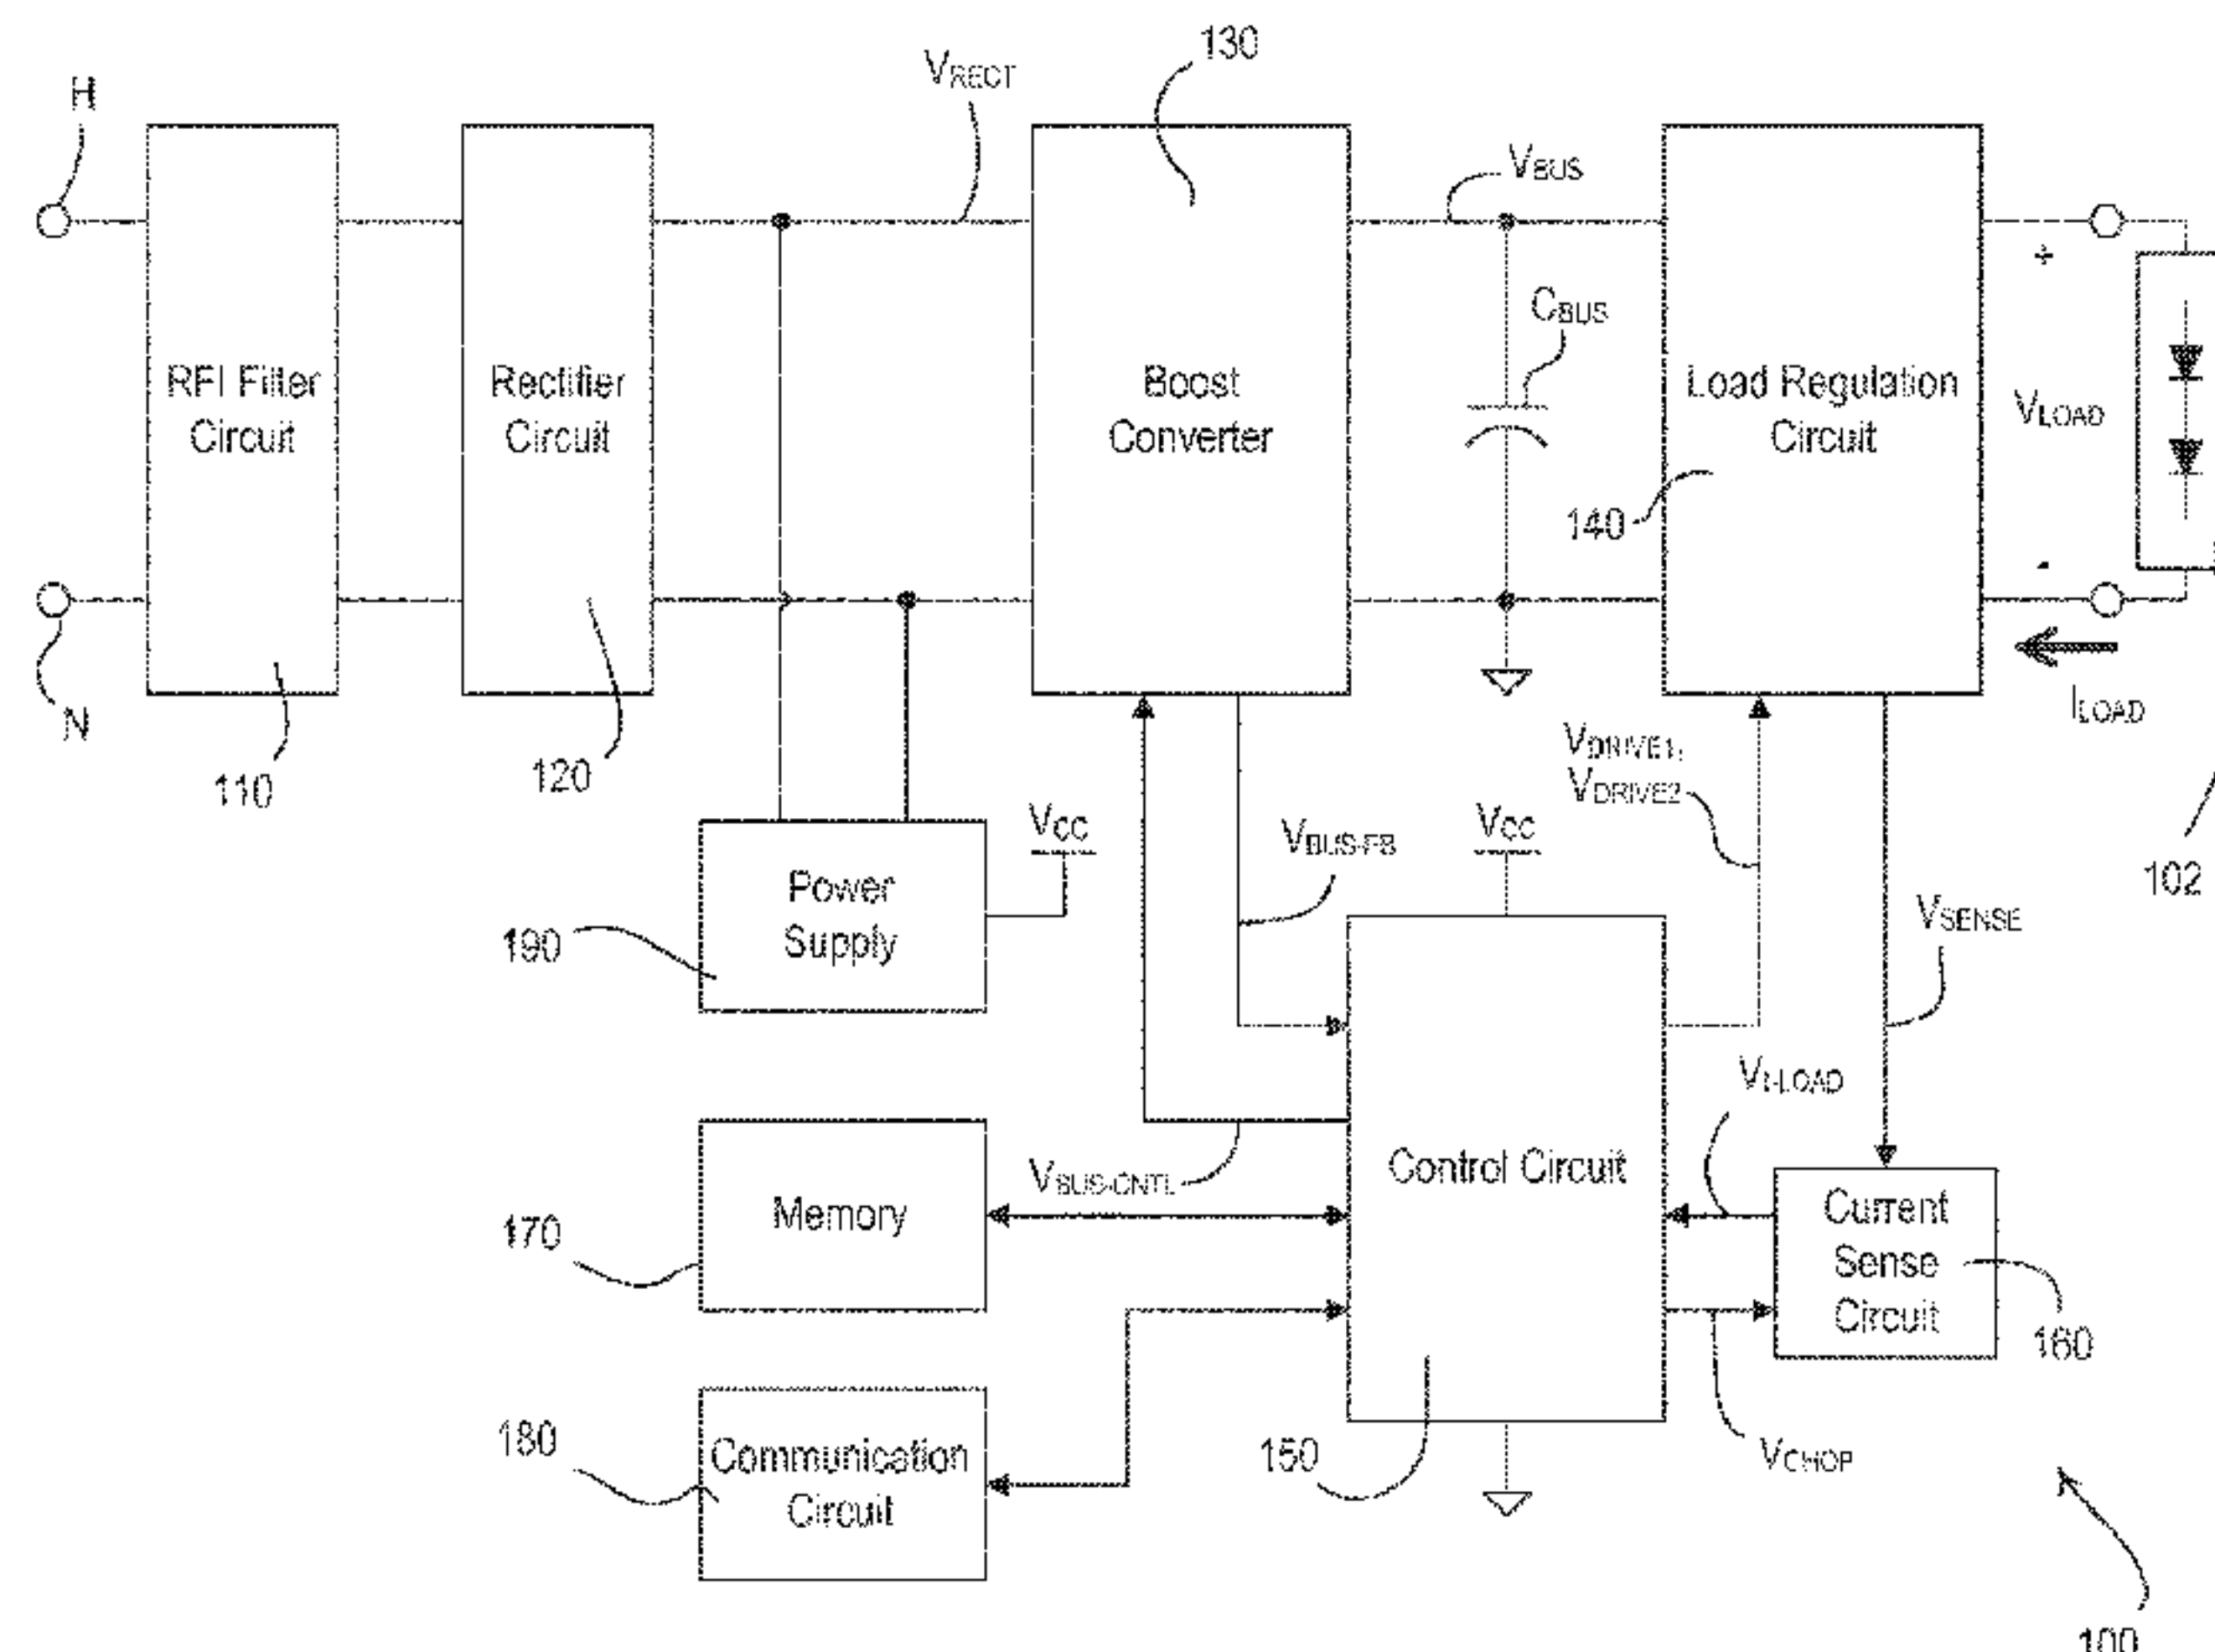 130
H
VRECT
VBUS
CBUS
RFI Filter
Circuit
Rectifier
Circuit
Boost
Converter
Load Regulation
Circuit
+
VLOAD
140
-
N
110
120
ILOAD
VDRIVE1,
VDRIVE2
VCC
VBUS-FB
VCC
102
Power
Supply
190
VSENSE
VI-LOAD
Control Circuit
VBUS-CNTL
Memory
170
Current
Sense
Circuit
160
180
Communication
Circuit
150
VCHOP
100